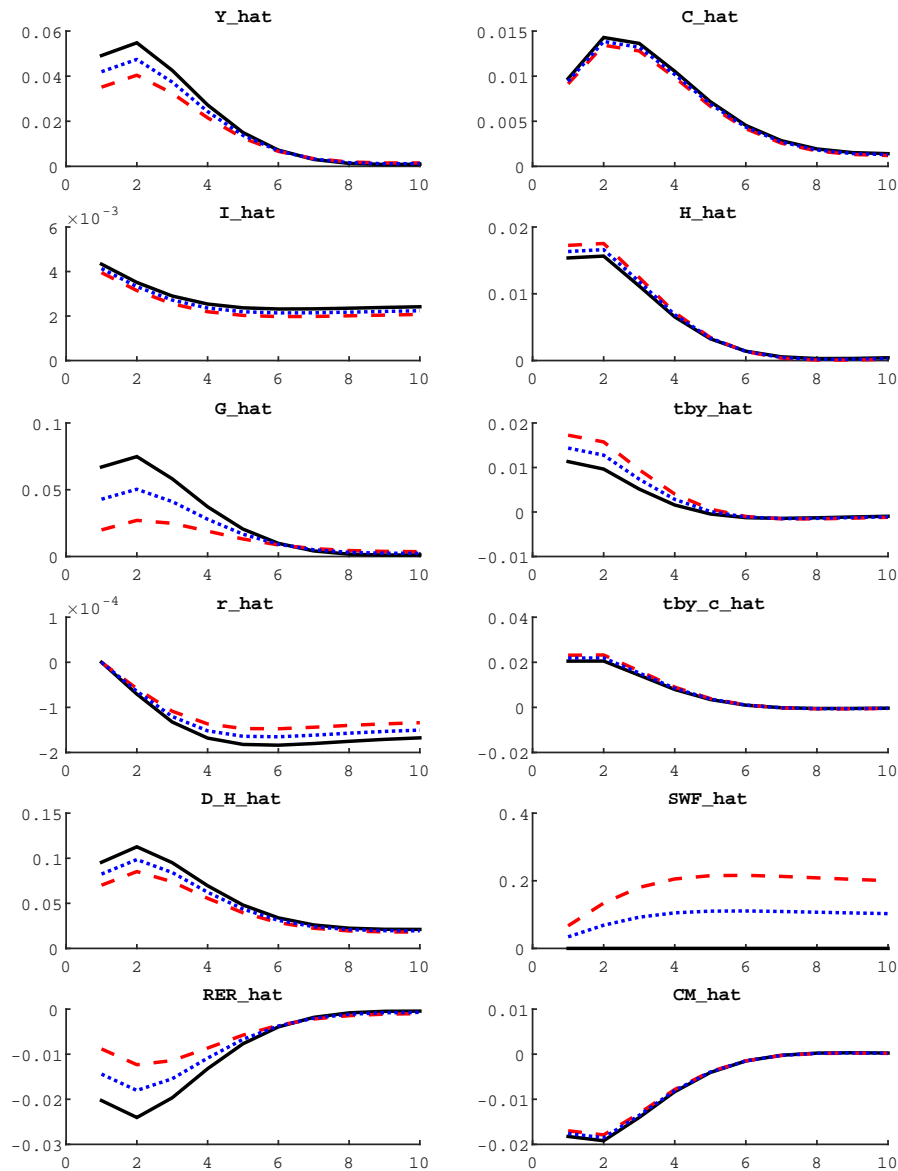 Y_hat
0.06
0.04
0.02
0
0 2 4 6 8 10
C_hat
0.015
0.01
0.005
0
0 2 4 6 8 10
I_hat
×10⁻³
6
4
2
0
0 2 4 6 8 10
H_hat
0.02
0.01
0
0 2 4 6 8 10
G_hat
0.1
0.05
0
0 2 4 6 8 10
tby_hat
0.02
0.01
0
-0.01
0 2 4 6 8 10
r_hat
×10⁻⁴
1
0
-1
-2
0 2 4 6 8 10
tby_c_hat
0.04
0.02
0
-0.02
0 2 4 6 8 10
D_H_hat
0.15
0.1
0.05
0
0 2 4 6 8 10
SWF_hat
0.4
0.2
0
0 2 4 6 8 10
RER_hat
0
-0.01
-0.02
-0.03
0 2 4 6 8 10
CM_hat
0.01
0
-0.01
-0.02
0 2 4 6 8 10